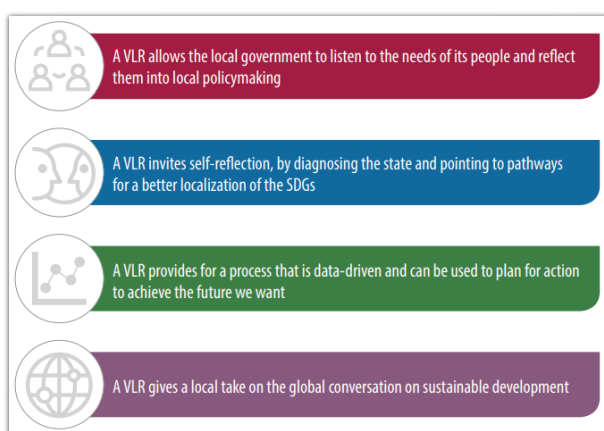 A VLR allows the local government to listen to the needs of its people and reflect
them into local policymaking
A VLR invites self-reflection, by diagnosing the state and pointing to pathways
for a better localization of the SDGs
A VLR provides for a process that is data-driven and can be used to plan for action
to achieve the future we want
A VLR gives a local take on the global conversation on sustainable development